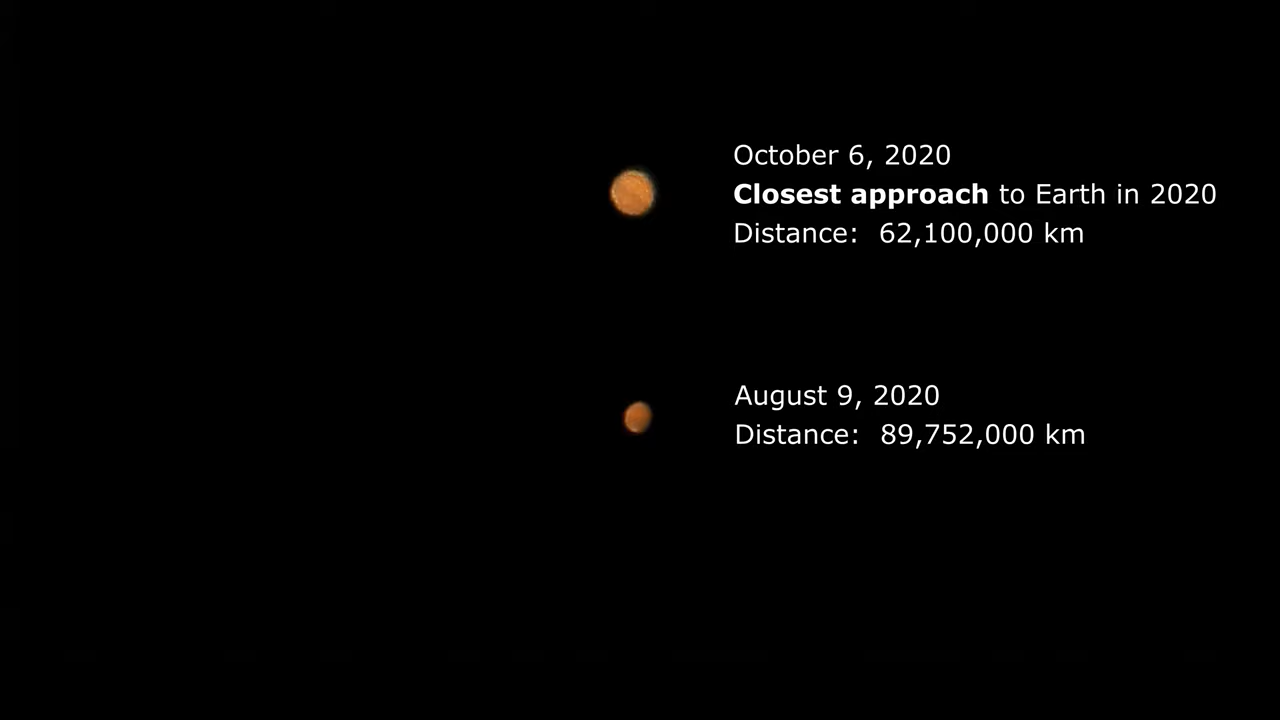 October 6, 2020
Closest approach to Earth in 2020
Distance: 62,100,000 km
August 9, 2020
Distance: 89,752,000 km